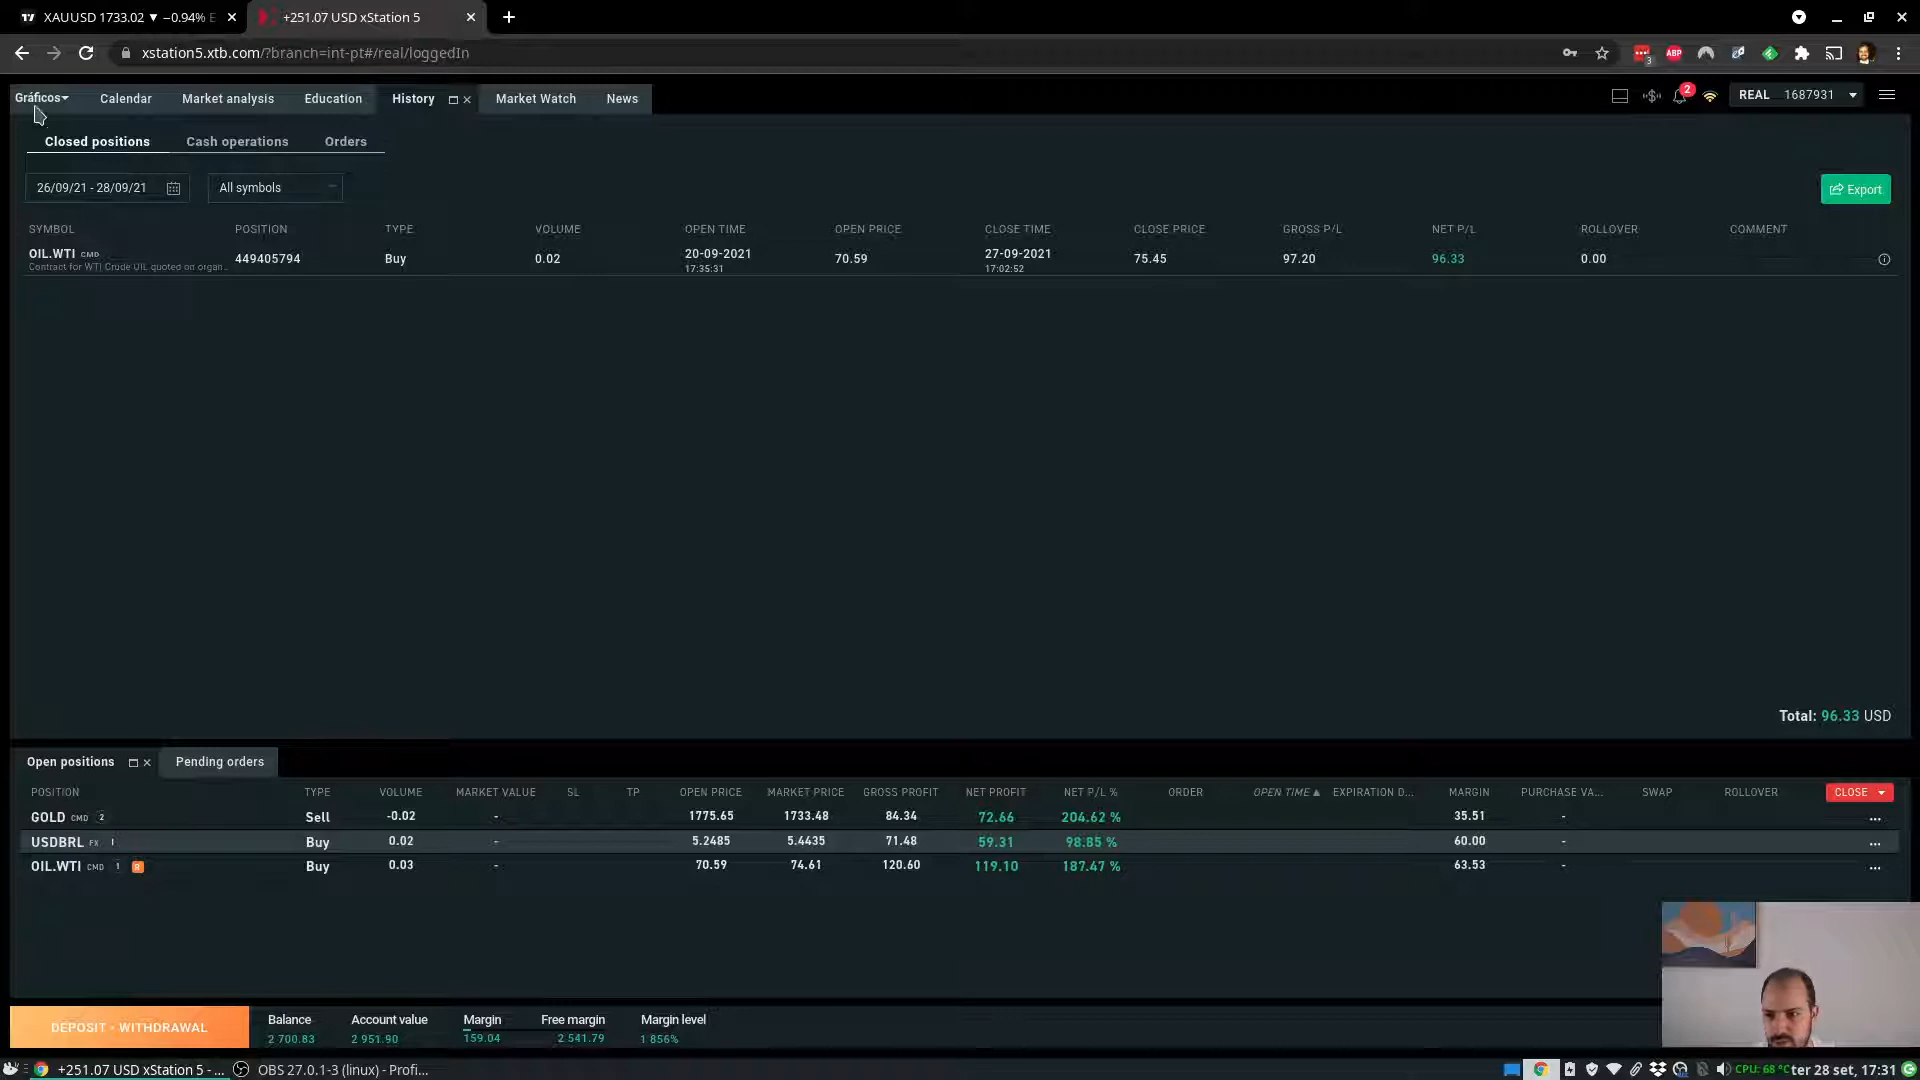 XAUUSD 1733.02 ▼ −0.94% E
+251.07 USD xStation 5
xstation5.xtb.com/?branch=int-pt#/real/loggedIn
ABP
3
Gráficos
Calendar
Market analysis
Education
History
Market Watch
News
2
REAL 1687931
Closed positions
Cash operations
Orders
26/09/21 - 28/09/21
All symbols
Export
SYMBOL POSITION TYPE VOLUME OPEN TIME OPEN PRICE CLOSE TIME CLOSE PRICE GROSS P/L NET P/L ROLLOVER COMMENT
OIL.WTI CMD 449405794 Buy 0.02 20-09-2021 70.59 27-09-2021 75.45 97.20 96.33 0.00
Contract for WTI Crude OIL quoted on organ... 17:35:31 17:02:52
Total: 96.33 USD
Open positions
Pending orders
POSITION TYPE VOLUME MARKET VALUE SL TP OPEN PRICE MARKET PRICE GROSS PROFIT NET PROFIT NET P/L % ORDER OPEN TIME ▲ EXPIRATION D... MARGIN PURCHASE VA... SWAP ROLLOVER CLOSE
GOLD CMD 2 Sell -0.02 - 1775.65 1733.48 84.34 72.66 204.62 % 35.51 - ...
USDBRL FX 1 Buy 0.02 - 5.2485 5.4435 71.48 59.31 98.85 % 60.00 - ...
OIL.WTI CMD 1 R Buy 0.03 - 70.59 74.61 120.60 119.10 187.47 % 63.53 - ...
DEPOSIT - WITHDRAWAL
Balance Account value Margin Free margin Margin level
2 700.83 2 951.90 159.04 2 541.79 1 856%
+251.07 USD xStation 5 - ...
OBS 27.0.1-3 (linux) - Profi...
CPU: 68 °C
ter 28 set, 17:31